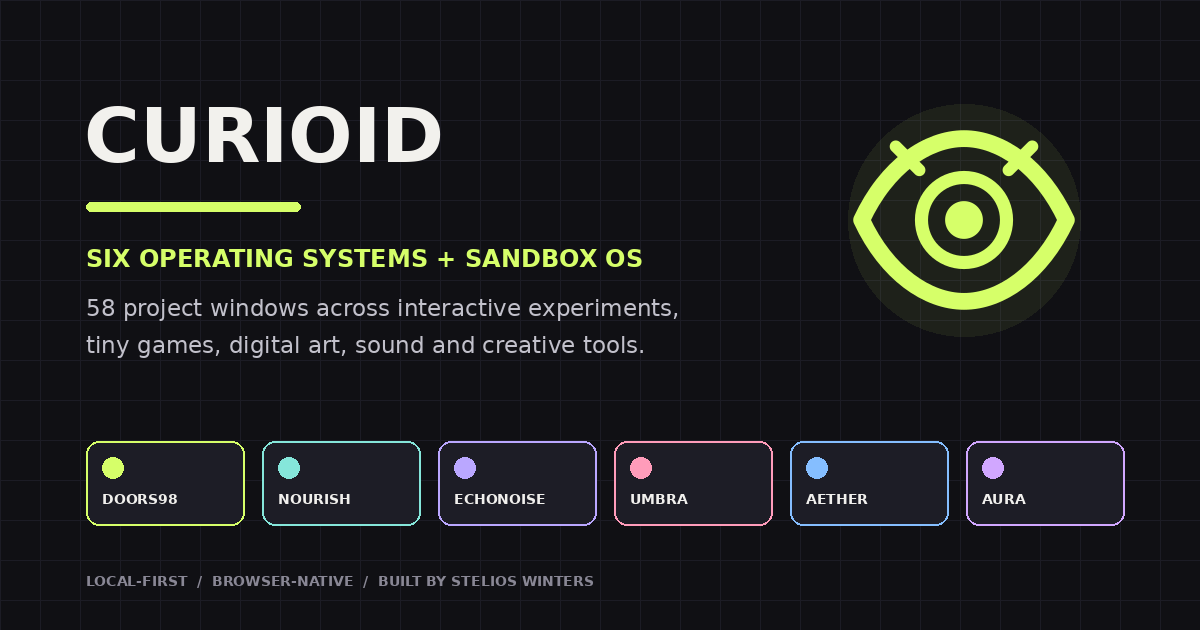 CURIOID
SIX OPERATING SYSTEMS + SANDBOX OS
58 project windows across interactive experiments,
tiny games, digital art, sound and creative tools.
DOORS98
NOURISH
ECHONOISE
UMBRA
AETHER
AURA
LOCAL-FIRST / BROWSER-NATIVE / BUILT BY STELIOS WINTERS